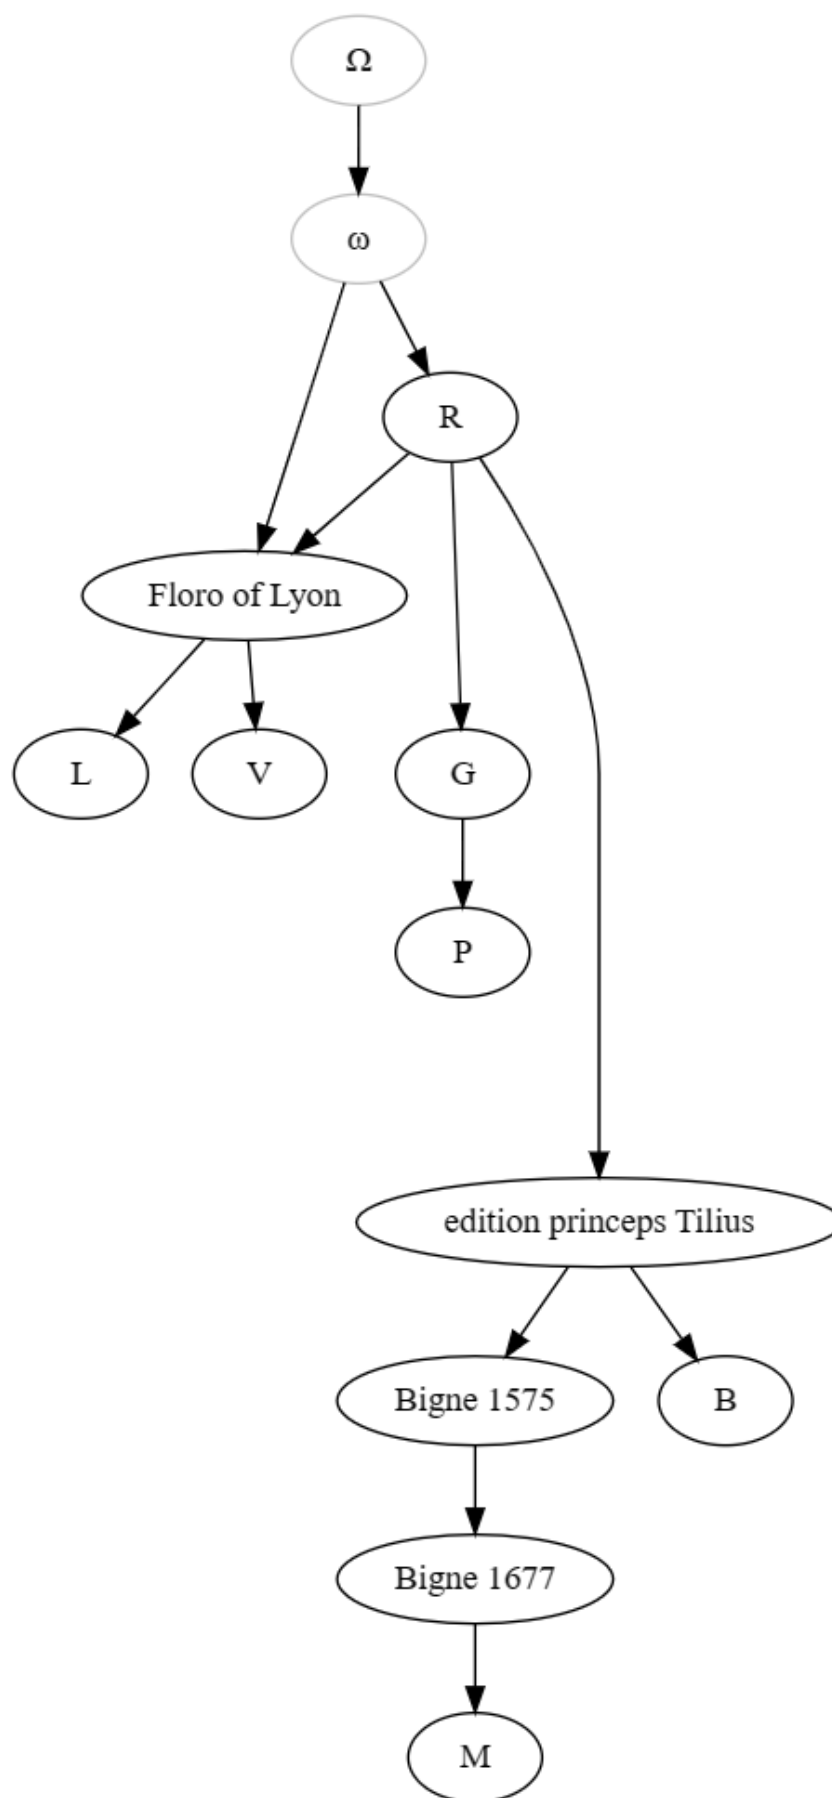 Ω
ω
R
Floro of Lyon
L
V
G
P
edition princeps Tilius
Bigne 1575
B
Bigne 1677
M